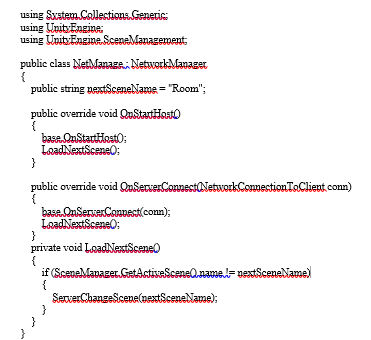 using System.Collections.Generic;
using UnityEngine;
using UnityEngine.SceneManagement;
public class NetManage : NetworkManager
{
public string nextSceneName = "Room";
public override void OnStartHost()
{
base.OnStartHost();
LoadNextScene();
}
public override void OnServerConnect(NetworkConnectionToClient conn)
{
base.OnServerConnect(conn);
LoadNextScene();
}
private void LoadNextScene()
{
if (SceneManager.GetActiveScene().name != nextSceneName)
{
ServerChangeScene(nextSceneName);
}
}
}